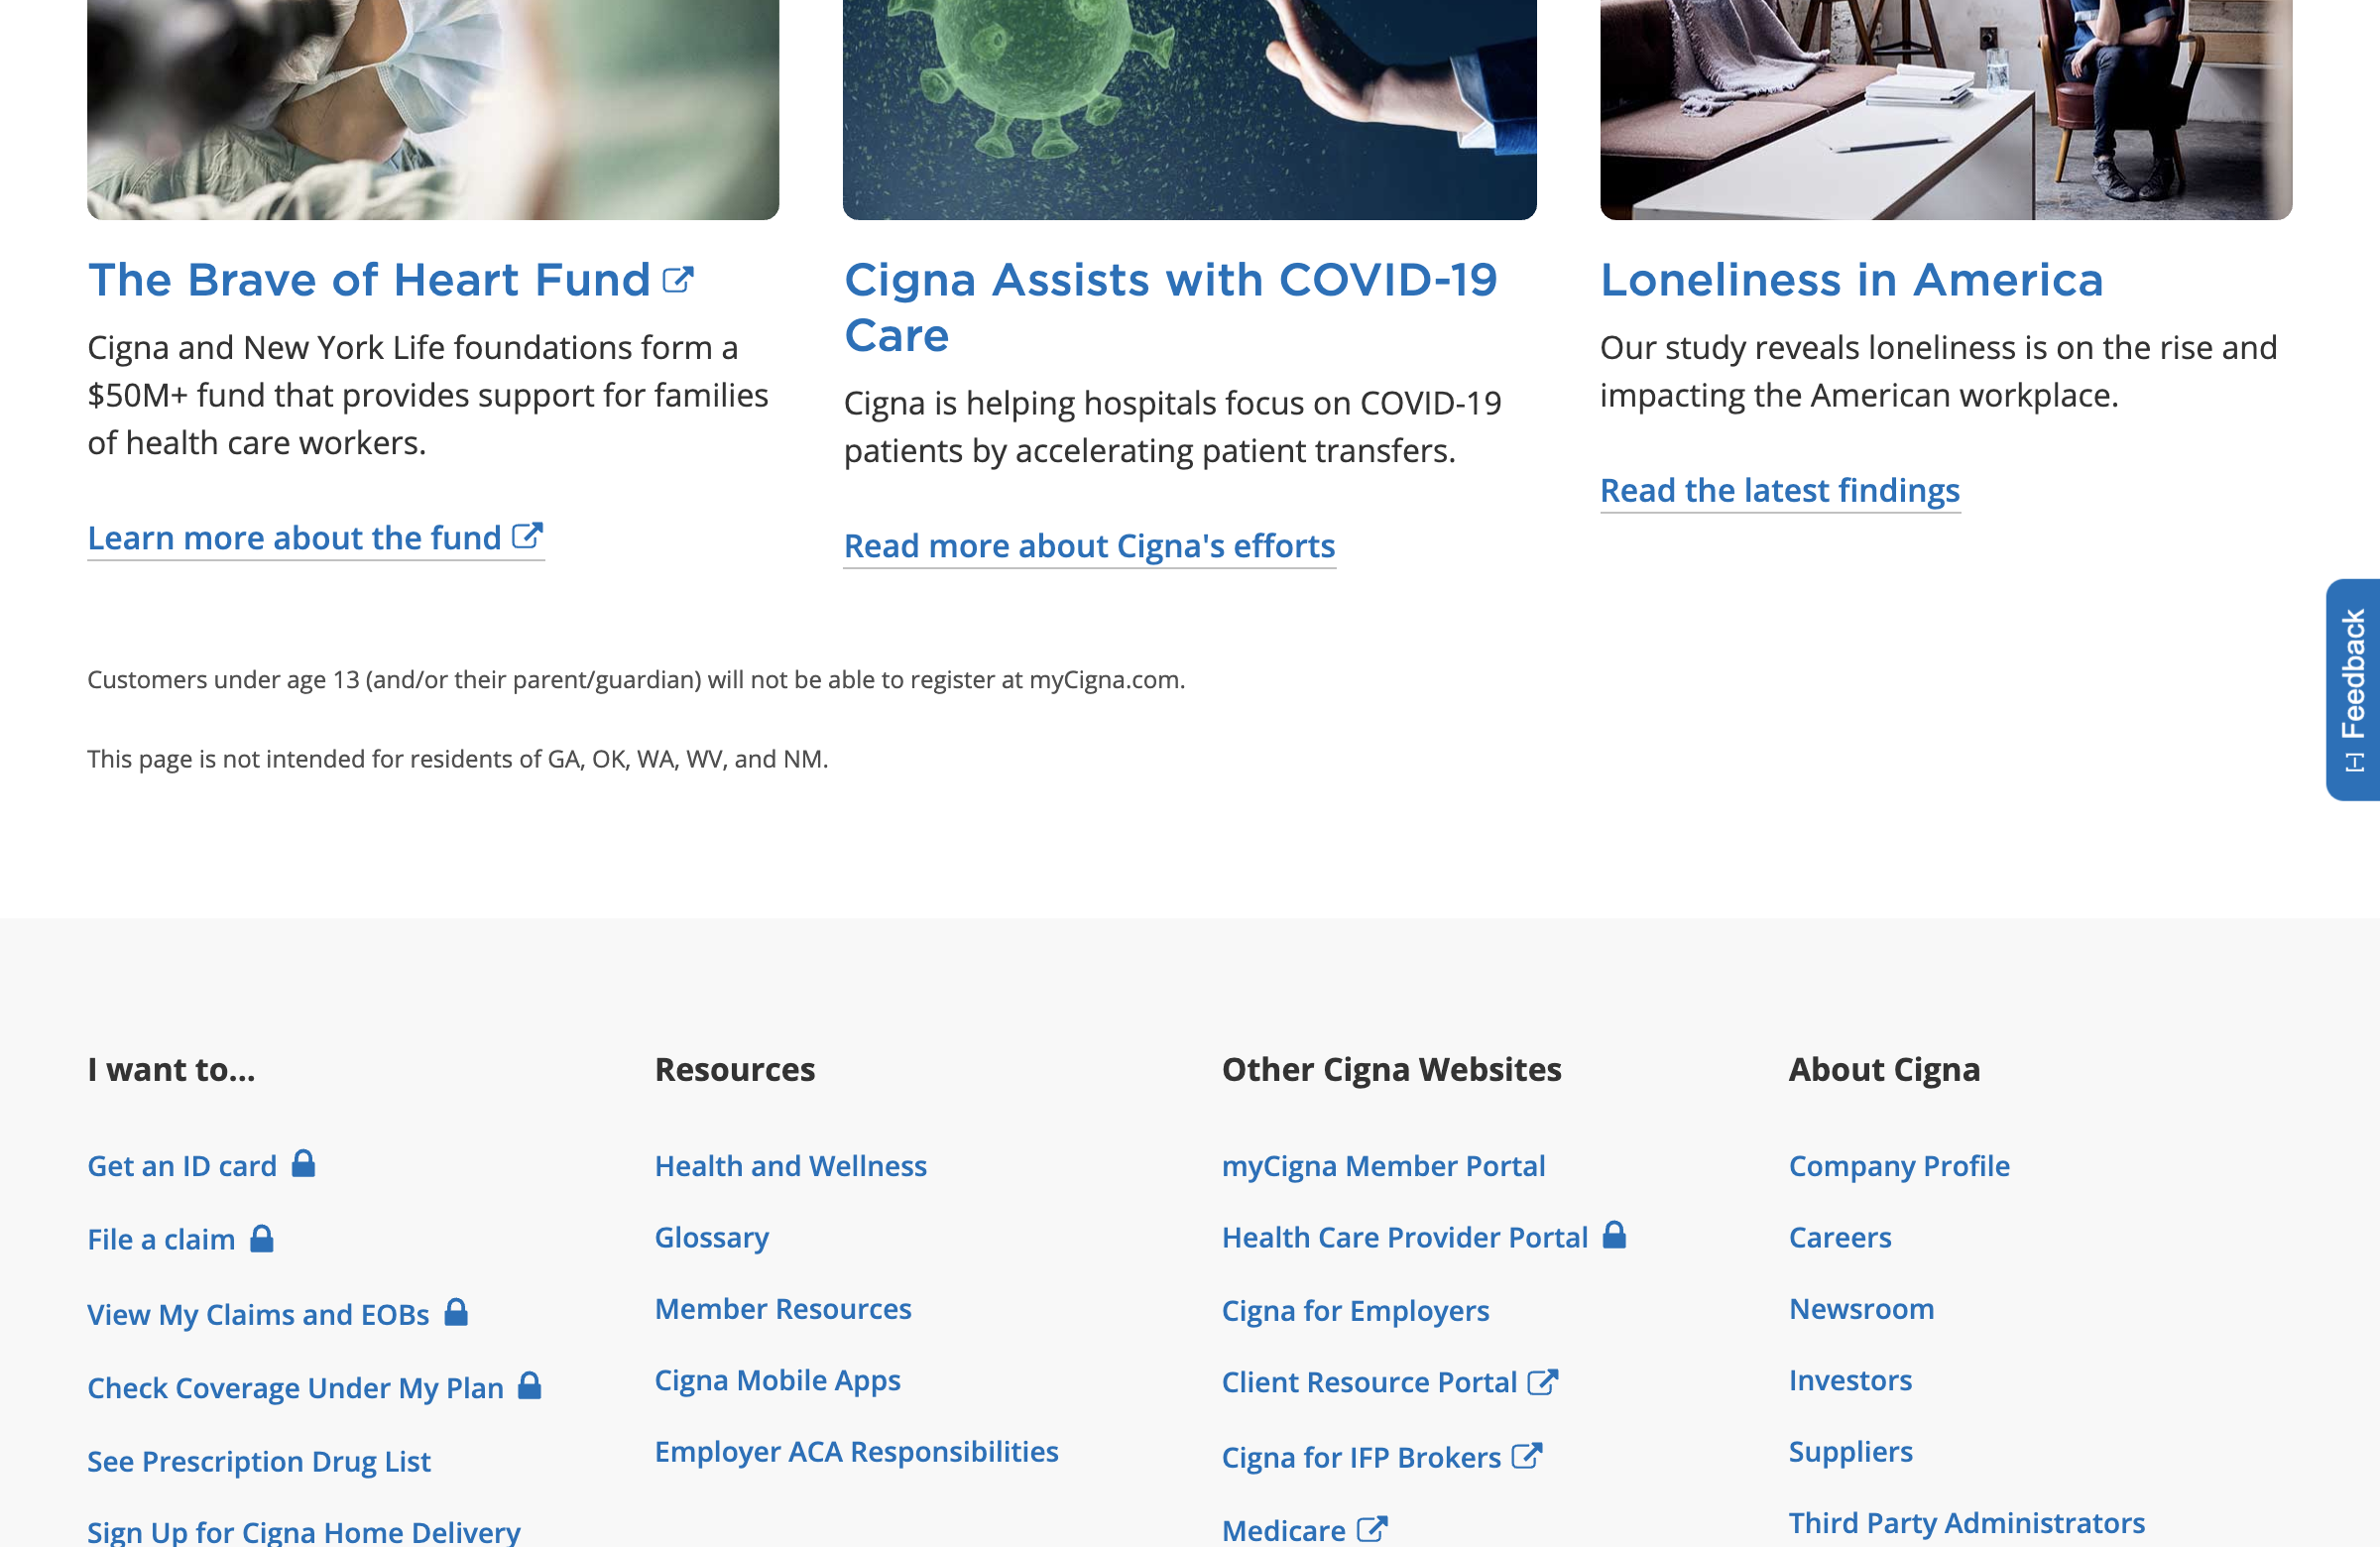 The Brave of Heart Fund
Cigna and New York Life foundations form a
$50M+ fund that provides support for families
of health care workers.
Learn more about the fund
Cigna Assists with COVID-19
Care
Cigna is helping hospitals focus on COVID-19
patients by accelerating patient transfers.
Read more about Cigna's efforts
Loneliness in America
Our study reveals loneliness is on the rise and
impacting the American workplace.
Read the latest findings
[-] Feedback
Customers under age 13 (and/or their parent/guardian) will not be able to register at myCigna.com.
This page is not intended for residents of GA, OK, WA, WV, and NM.
I want to...
Get an ID card
File a claim
View My Claims and EOBs
Check Coverage Under My Plan
See Prescription Drug List
Sign Up for Cigna Home Delivery
Resources
Health and Wellness
Glossary
Member Resources
Cigna Mobile Apps
Employer ACA Responsibilities
Other Cigna Websites
myCigna Member Portal
Health Care Provider Portal
Cigna for Employers
Client Resource Portal
Cigna for IFP Brokers
Medicare
About Cigna
Company Profile
Careers
Newsroom
Investors
Suppliers
Third Party Administrators